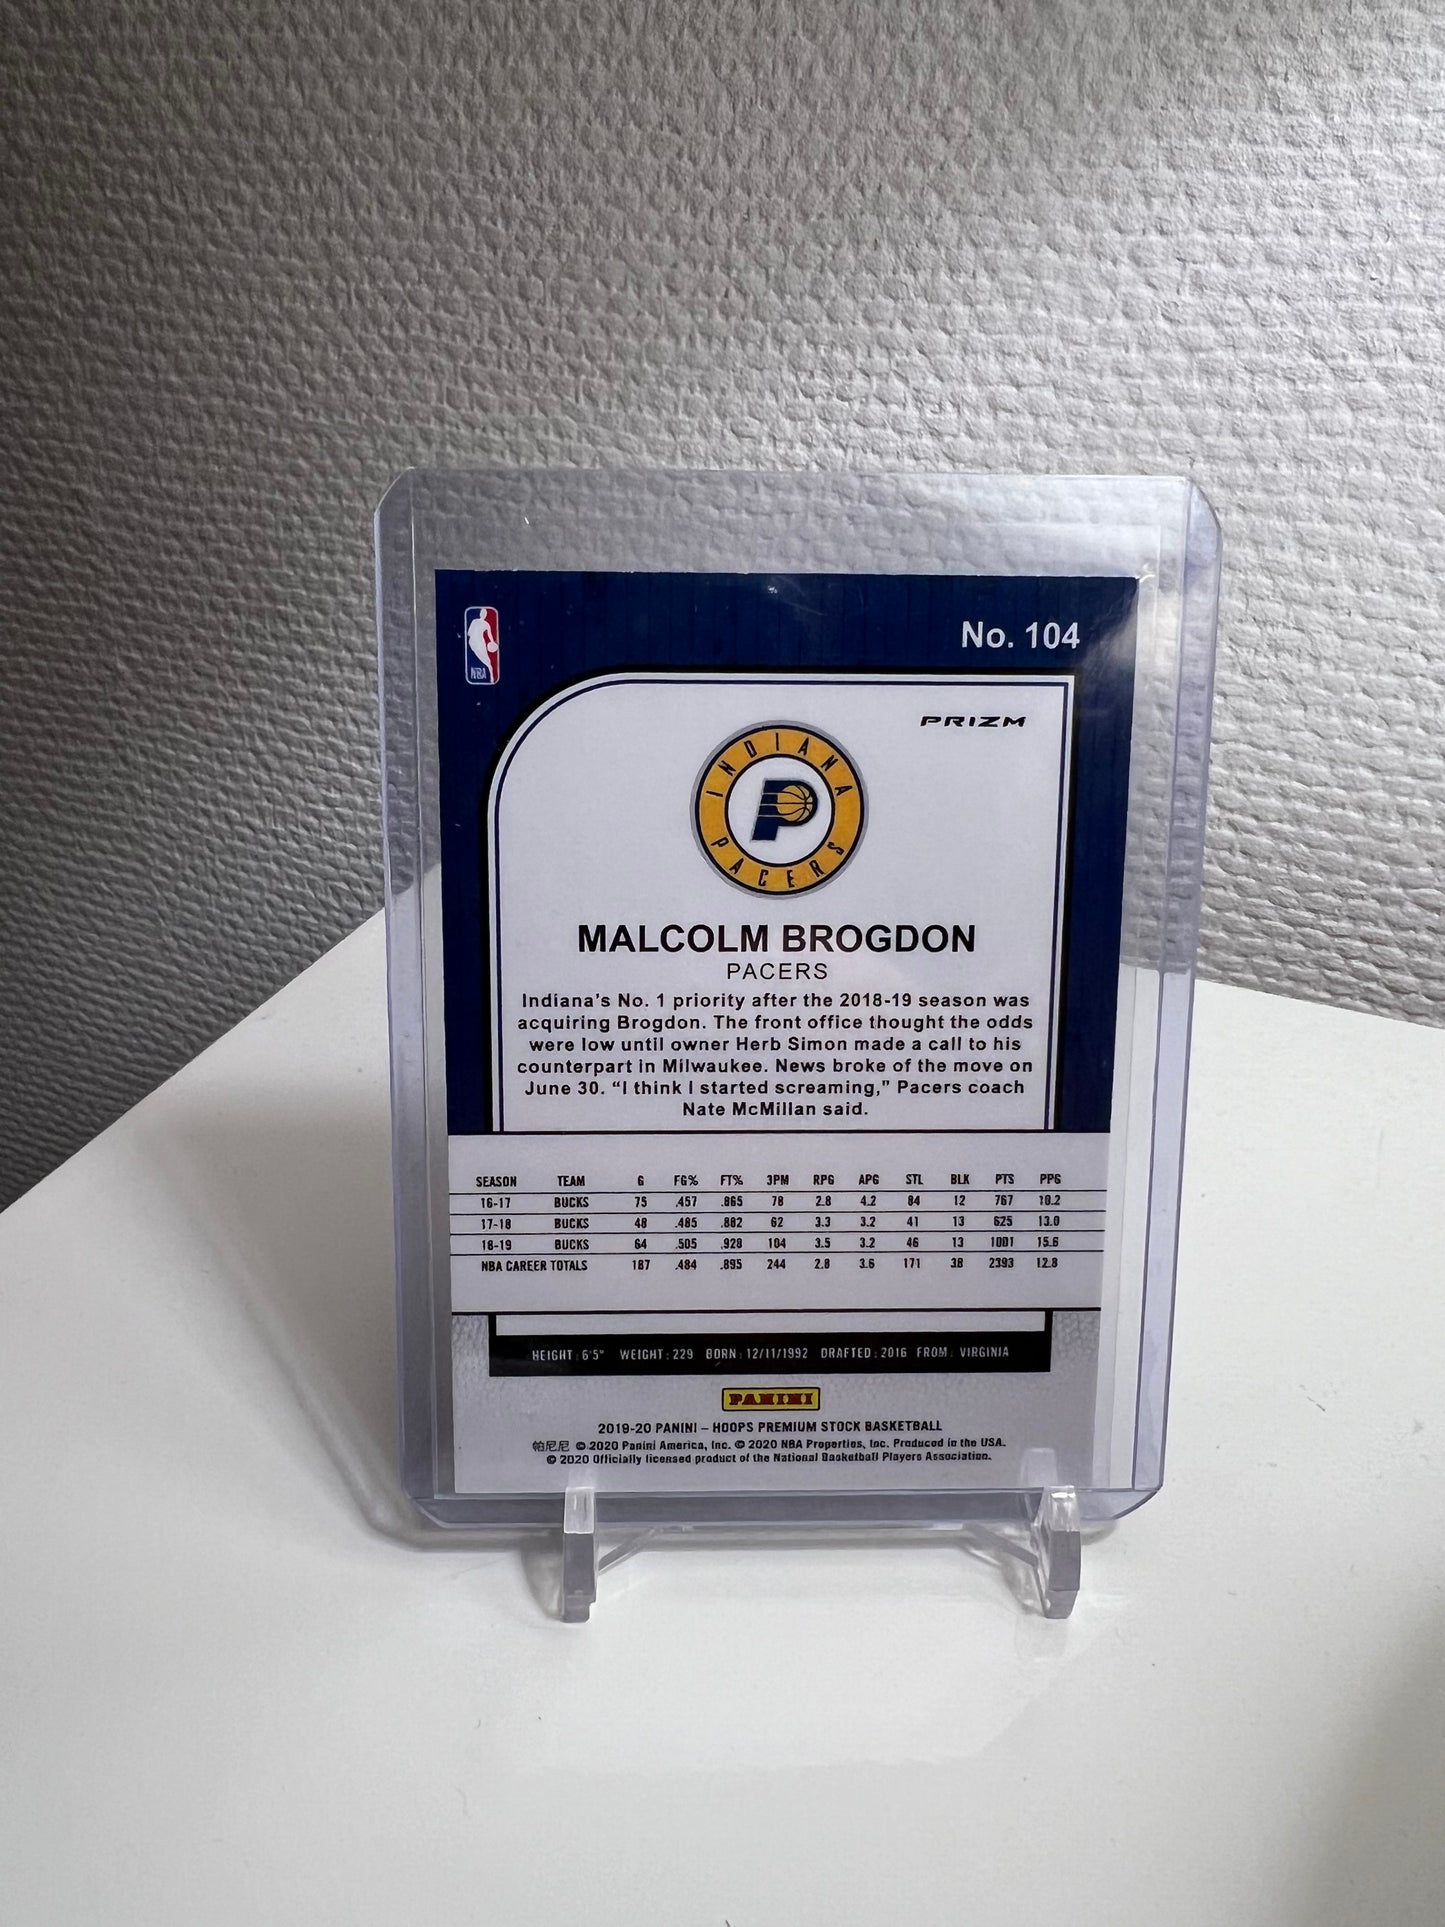 No. 104
NBA
PRIZM
INDIANA
P
PACERS
MALCOLM BROGDON
PACERS
Indiana's No. 1 priority after the 2018-19 season was
acquiring Brogdon. The front office thought the odds
were low until owner Herb Simon made a call to his
counterpart in Milwaukee. News broke of the move on
June 30. "I think I started screaming," Pacers coach
Nate McMillan said.
SEASON TEAM G FG% FT% 3PM RPG APG STL BLK PTS PPG
16-17 BUCKS 75 .457 .865 78 2.8 4.2 84 12 767 10.2
17-18 BUCKS 48 .485 .882 62 3.3 3.2 41 13 625 13.0
18-19 BUCKS 64 .505 .928 104 3.5 3.2 46 13 1001 15.6
NBA CAREER TOTALS 187 .484 .895 244 2.8 3.6 171 38 2393 12.8
HEIGHT: 6'5" WEIGHT: 229 BORN: 12/11/1992 DRAFTED: 2016 FROM: VIRGINIA
PANINI
2019-20 PANINI – HOOPS PREMIUM STOCK BASKETBALL
帕尼尼 © 2020 Panini America, Inc. © 2020 NBA Properties, Inc. Produced in the USA.
© 2020 Officially licensed product of the National Basketball Players Association.